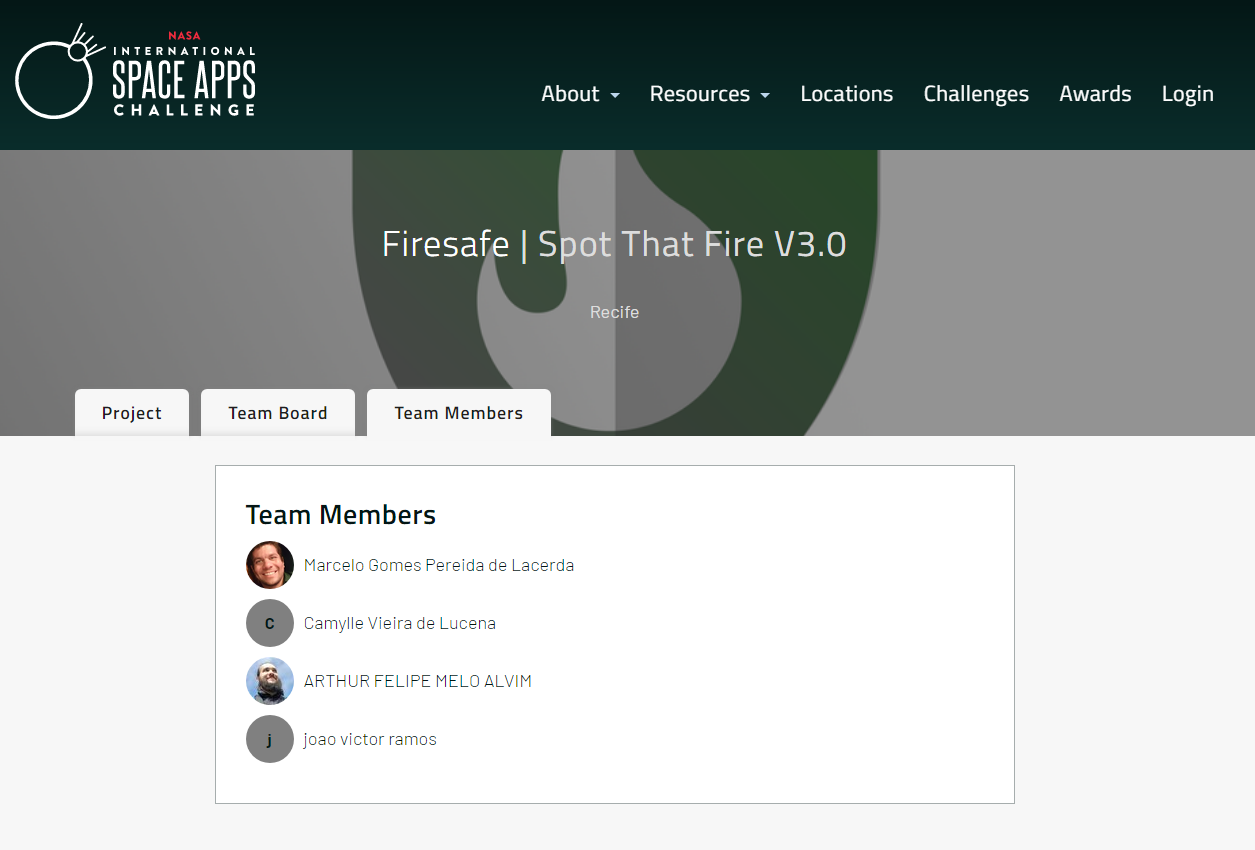 NASA
INTERNATIONAL
SPACE APPS
CHALLENGE
About Resources Locations Challenges Awards Login
Firesafe | Spot That Fire V3.0
Recife
Project Team Board Team Members
Team Members
Marcelo Gomes Pereida de Lacerda
C Camylle Vieira de Lucena
ARTHUR FELIPE MELO ALVIM
j joao victor ramos